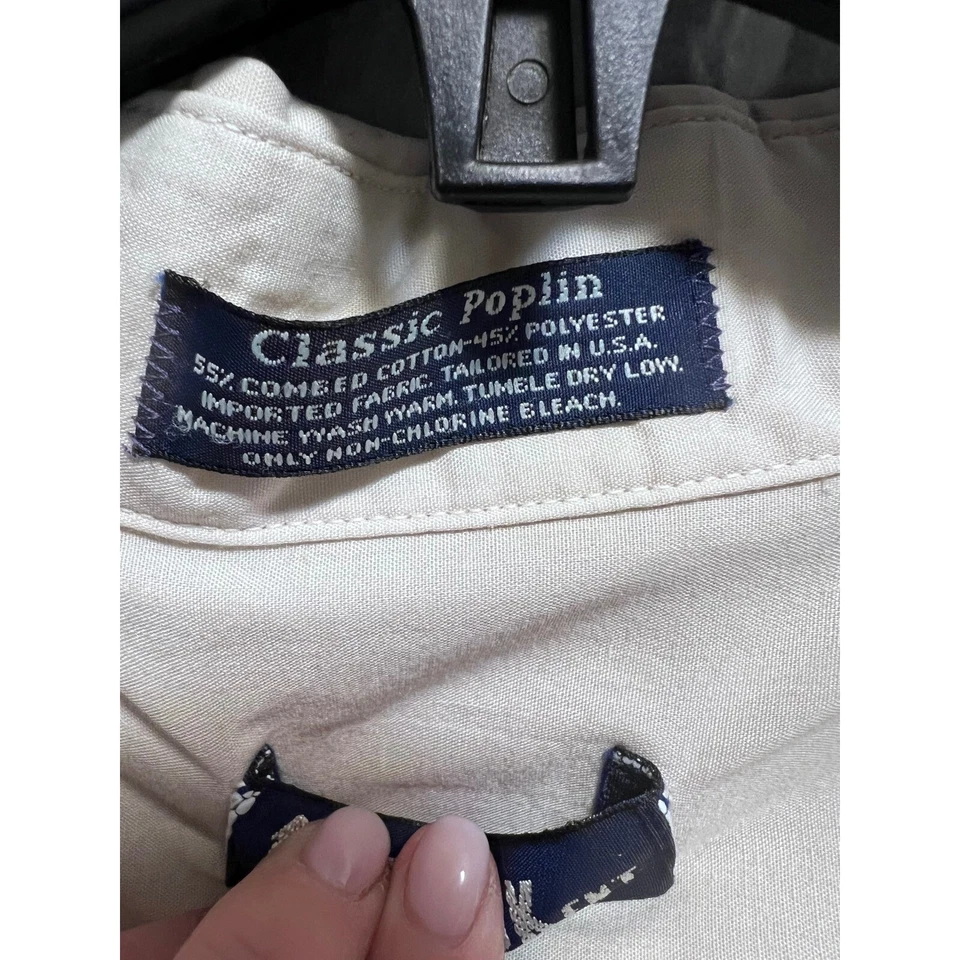 Classic Poplin
55% COMBED COTTON-45% POLYESTER
IMPORTED FABRIC. TAILORED IN U.S.A.
MACHINE WASH WARM. TUMBLE DRY LOW.
ONLY NON-CHLORINE BLEACH.